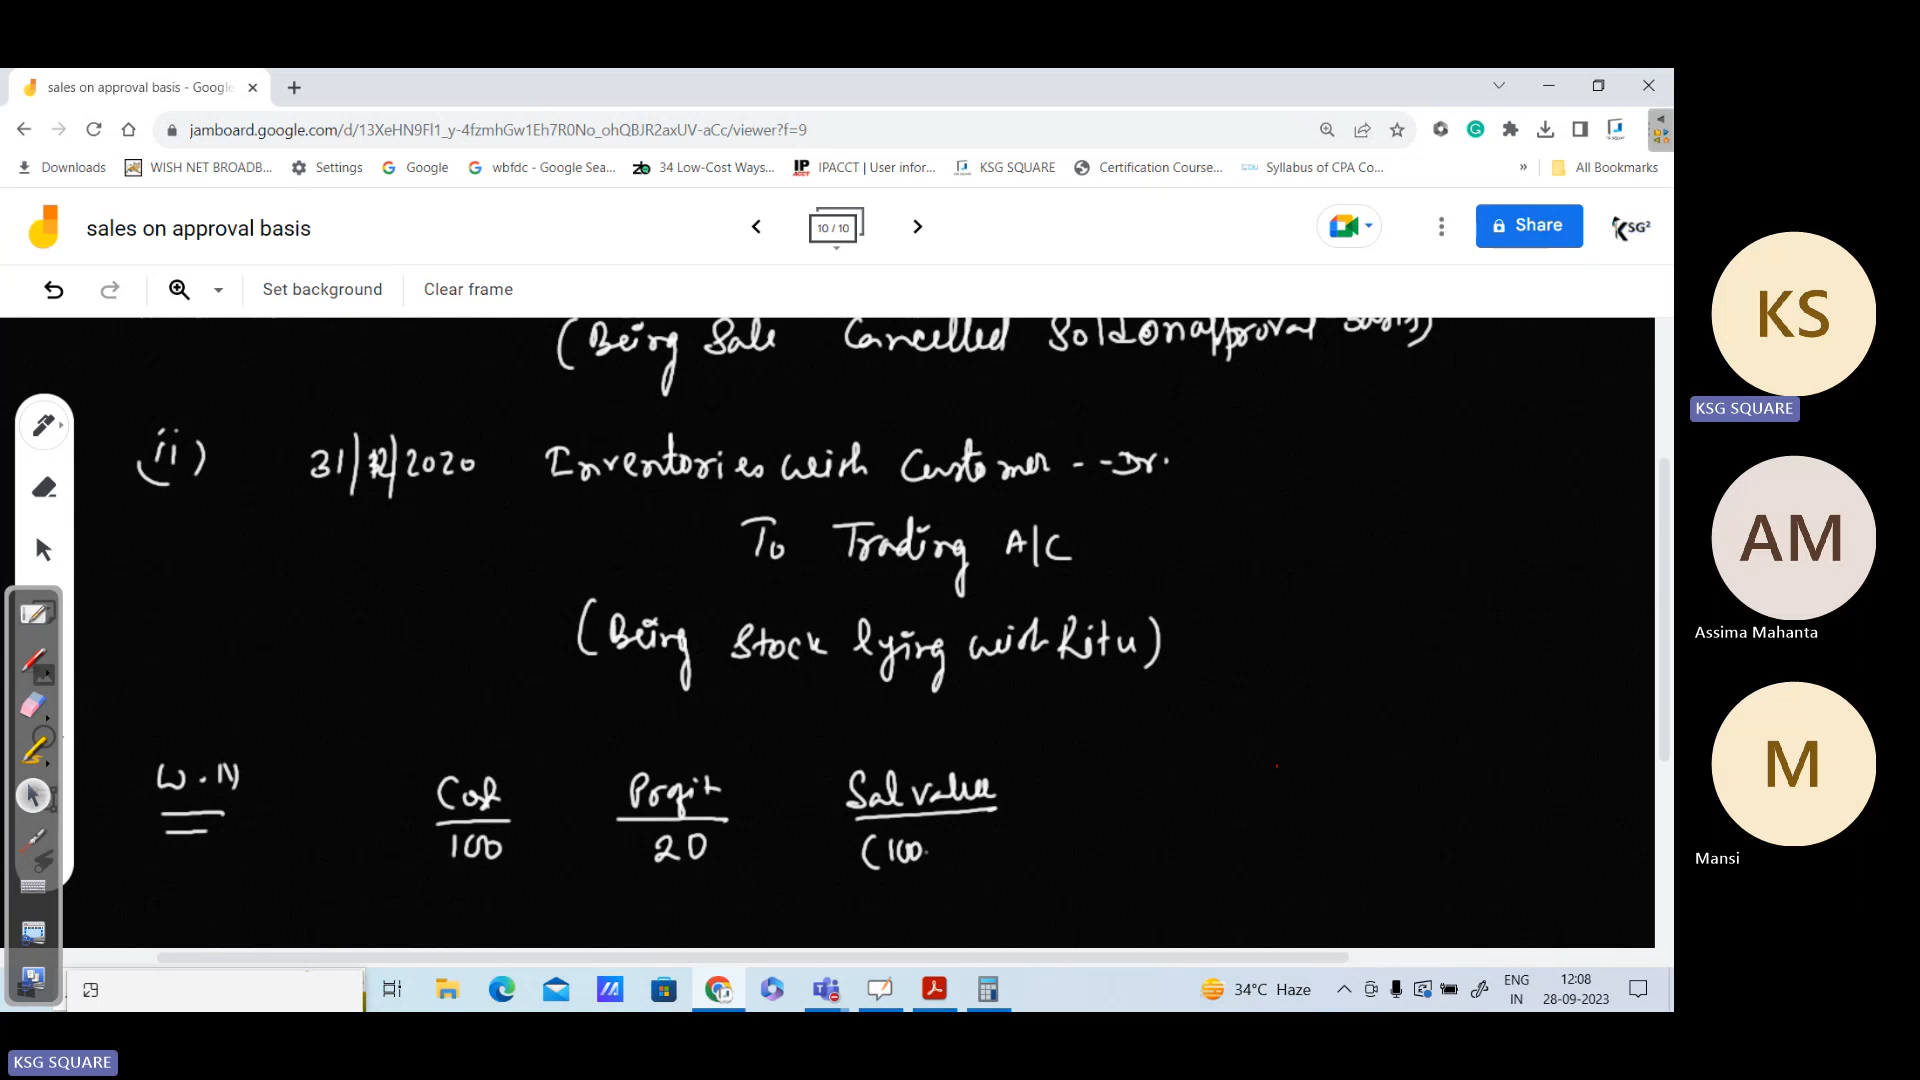 sales on approval basis - Google
jamboard.google.com/d/13XeHN9Fl1_y-4fzmhGw1Eh7R0No_ohQBJR2axUV-aCc/viewer?f=9
Downloads WISH NET BROADB... Settings Google wbfdc - Google Sea... 34 Low-Cost Ways... IPACCT | User infor... KSG SQUARE Certification Course... Syllabus of CPA Co... » All Bookmarks
sales on approval basis
10 / 10
Share
KSG²
Set background Clear frame
(Being Sale Cancelled Sold on approval basis)
ii) 31/12/2020 Inventories with Customer - - Dr.
To Trading A/C
(Being Stock lying with Ritu)
W.N Cost Profit Sal value
100 20 (100
KS
KSG SQUARE
AM
Assima Mahanta
M
Mansi
34°C Haze
ENG
IN
12:08
28-09-2023
KSG SQUARE